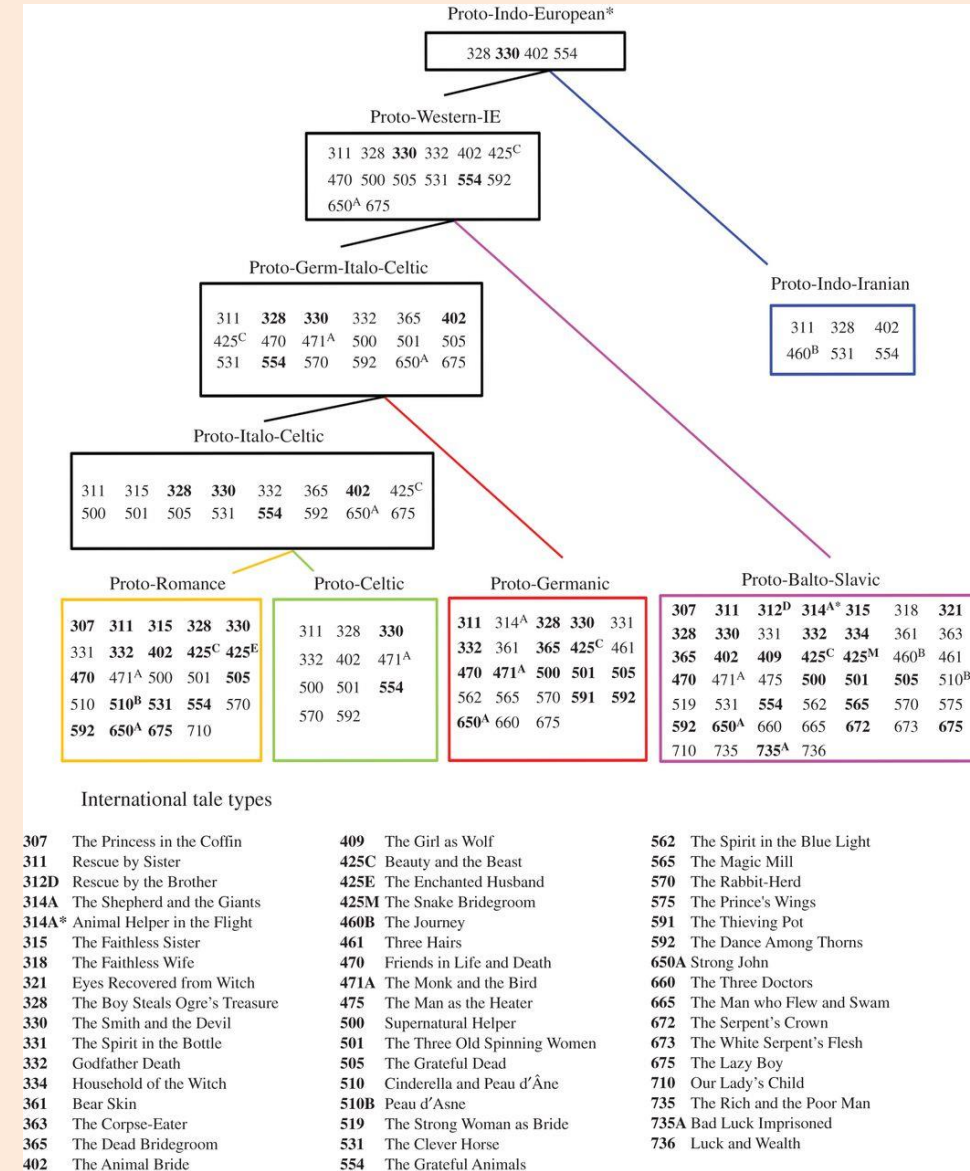 Proto-Indo-European*
328 330 402 554
Proto-Western-IE
311 328 330 332 402 425C
470 500 505 531 554 592
650A 675
Proto-Germ-Italo-Celtic
311 328 330 332 365 402
425C 470 471A 500 501 505
531 554 570 592 650A 675
Proto-Indo-Iranian
311 328 402
460B 531 554
Proto-Italo-Celtic
311 315 328 330 332 365 402 425C
500 501 505 531 554 592 650A 675
Proto-Romance
307 311 315 328 330
331 332 402 425C 425E
470 471A 500 501 505
510 510B 531 554 570
592 650A 675 710
Proto-Celtic
311 328 330
332 402 471A
500 501 554
570 592
Proto-Germanic
311 314A 328 330 331
332 361 365 425C 461
470 471A 500 501 505
562 565 570 591 592
650A 660 675
Proto-Balto-Slavic
307 311 312D 314A* 315 318 321
328 330 331 332 334 361 363
365 402 409 425C 425M 460B 461
470 471A 475 500 501 505 510B
519 531 554 562 565 570 575
592 650A 660 665 672 673 675
710 735 735A 736
International tale types
307 The Princess in the Coffin
311 Rescue by Sister
312D Rescue by the Brother
314A The Shepherd and the Giants
314A* Animal Helper in the Flight
315 The Faithless Sister
318 The Faithless Wife
321 Eyes Recovered from Witch
328 The Boy Steals Ogre's Treasure
330 The Smith and the Devil
331 The Spirit in the Bottle
332 Godfather Death
334 Household of the Witch
361 Bear Skin
363 The Corpse-Eater
365 The Dead Bridegroom
402 The Animal Bride
409 The Girl as Wolf
425C Beauty and the Beast
425E The Enchanted Husband
425M The Snake Bridegroom
460B The Journey
461 Three Hairs
470 Friends in Life and Death
471A The Monk and the Bird
475 The Man as the Heater
500 Supernatural Helper
501 The Three Old Spinning Women
505 The Grateful Dead
510 Cinderella and Peau d'Âne
510B Peau d'Asne
519 The Strong Woman as Bride
531 The Clever Horse
554 The Grateful Animals
562 The Spirit in the Blue Light
565 The Magic Mill
570 The Rabbit-Herd
575 The Prince's Wings
591 The Thieving Pot
592 The Dance Among Thorns
650A Strong John
660 The Three Doctors
665 The Man who Flew and Swam
672 The Serpent's Crown
673 The White Serpent's Flesh
675 The Lazy Boy
710 Our Lady's Child
735 The Rich and the Poor Man
735A Bad Luck Imprisoned
736 Luck and Wealth